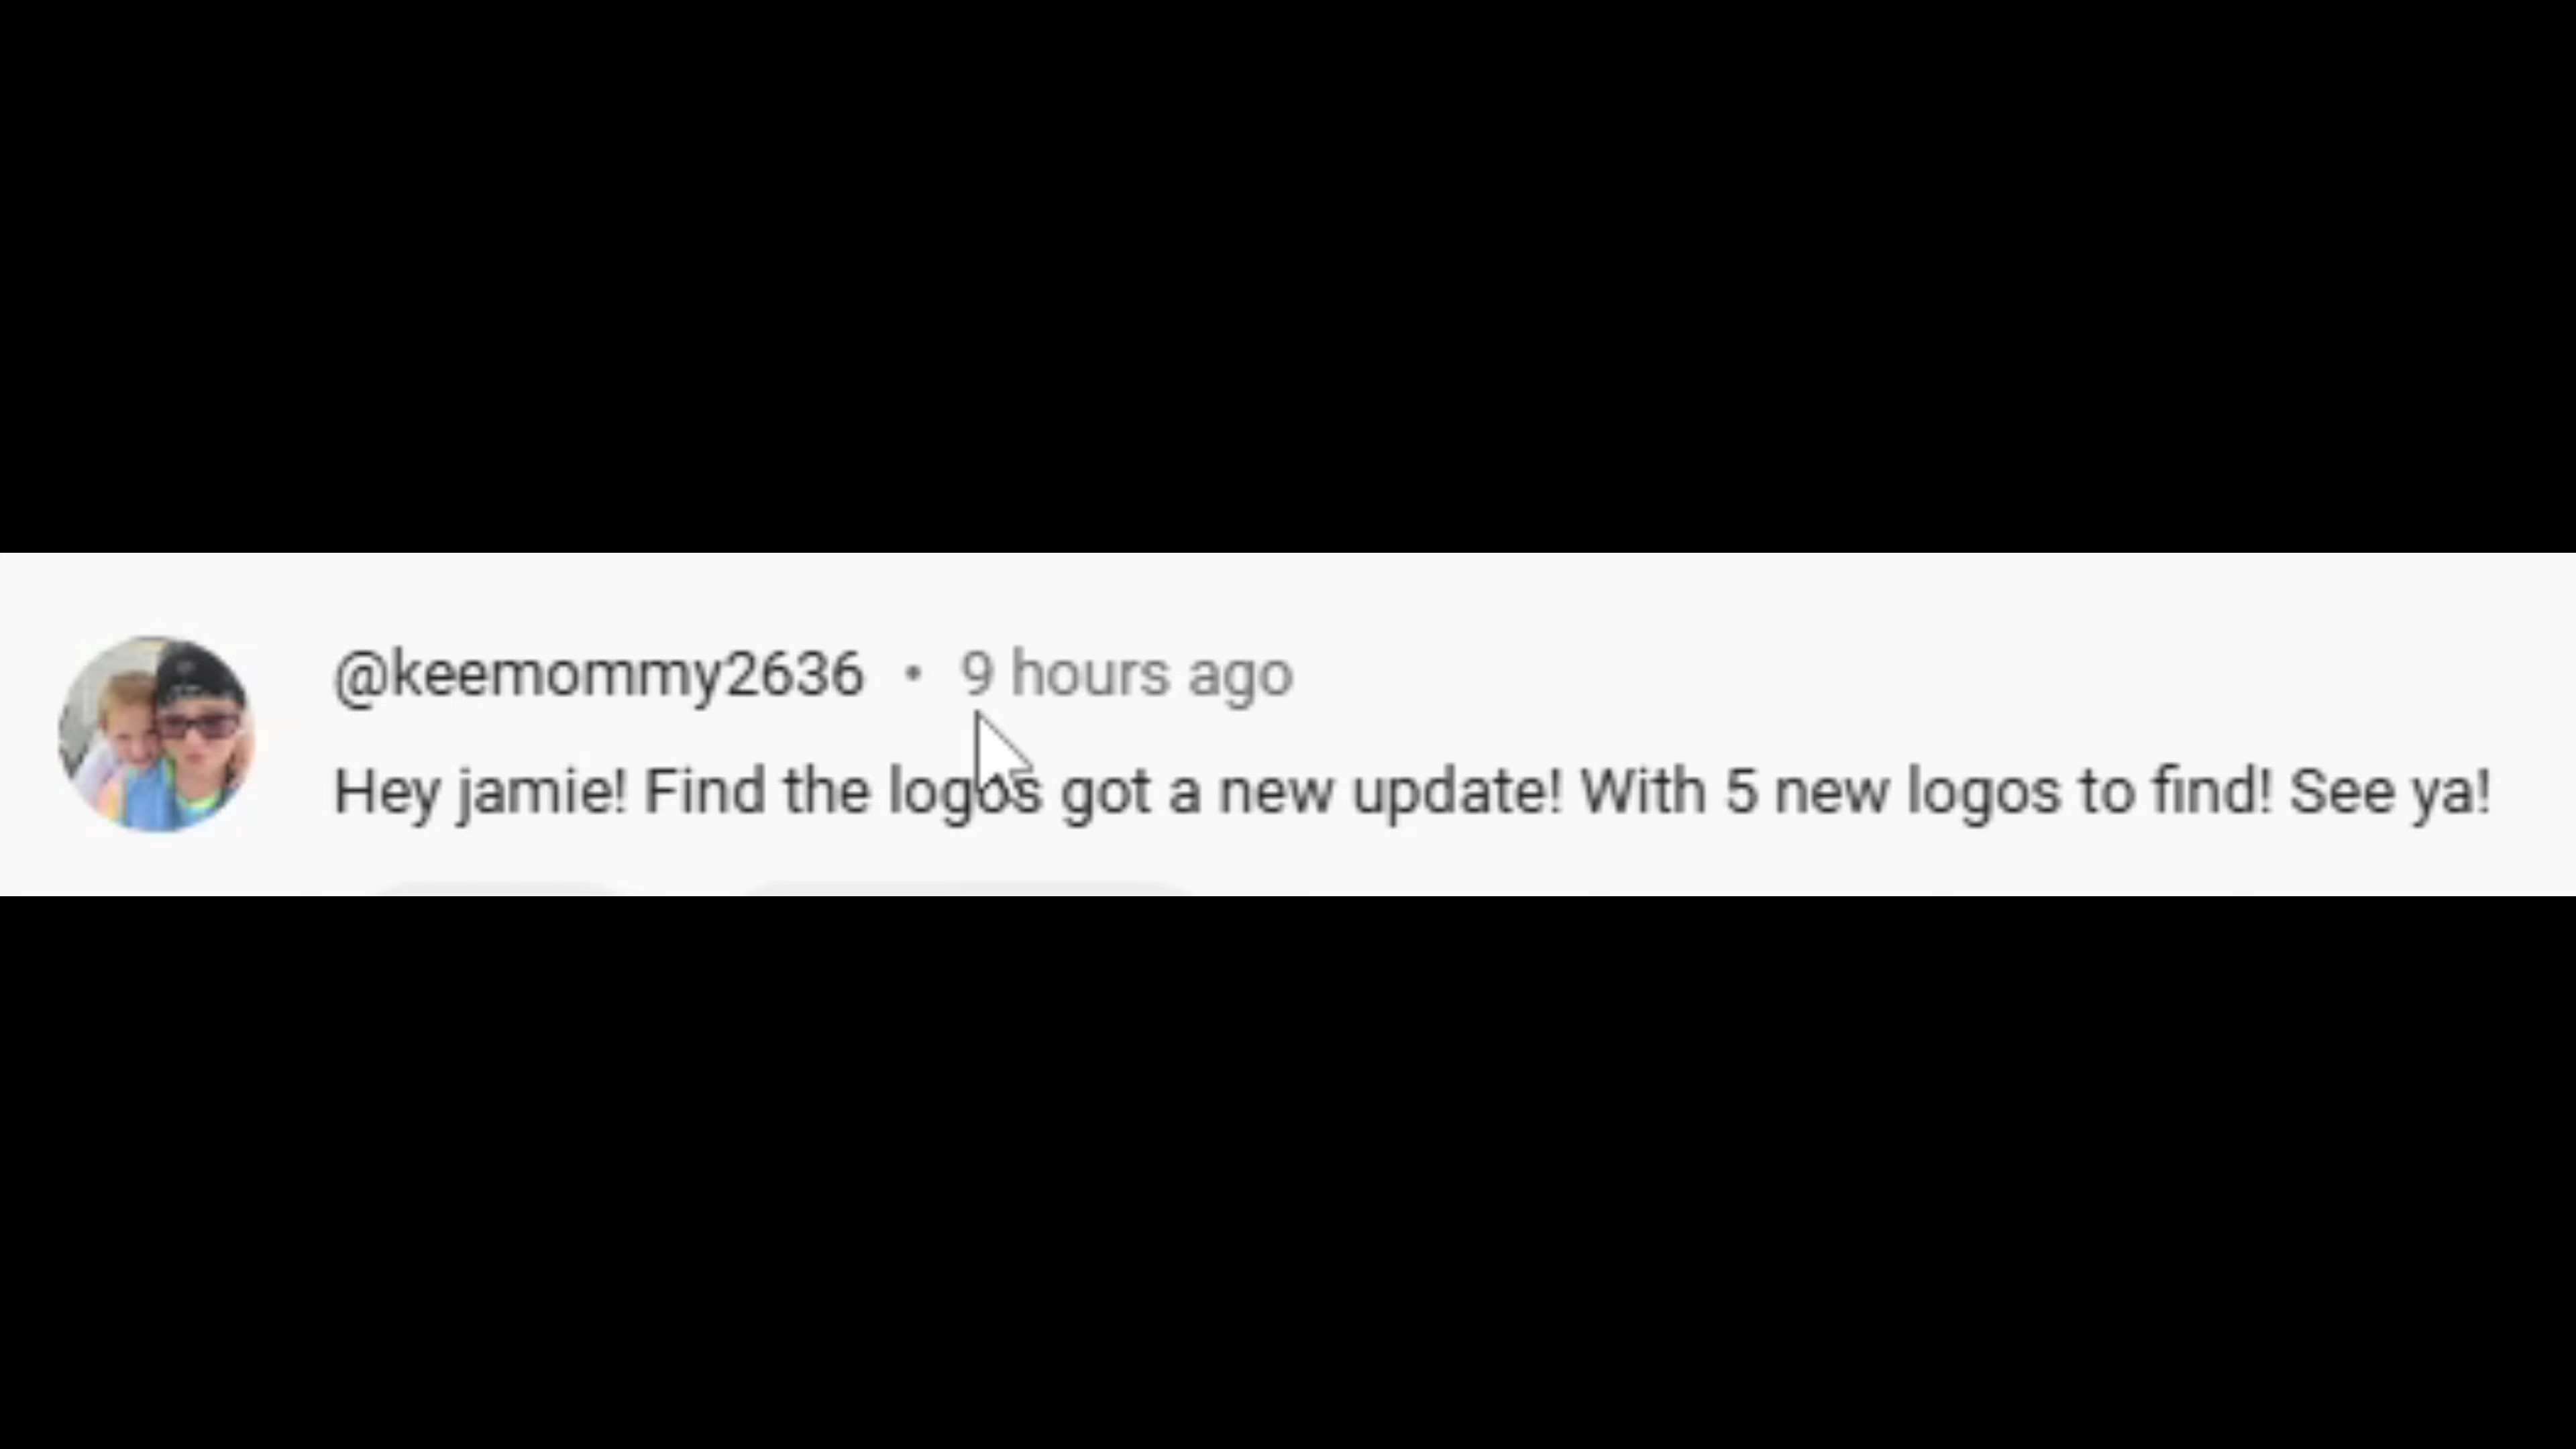 @keemommy2636 • 9 hours ago
Hey jamie! Find the logos got a new update! With 5 new logos to find! See ya!